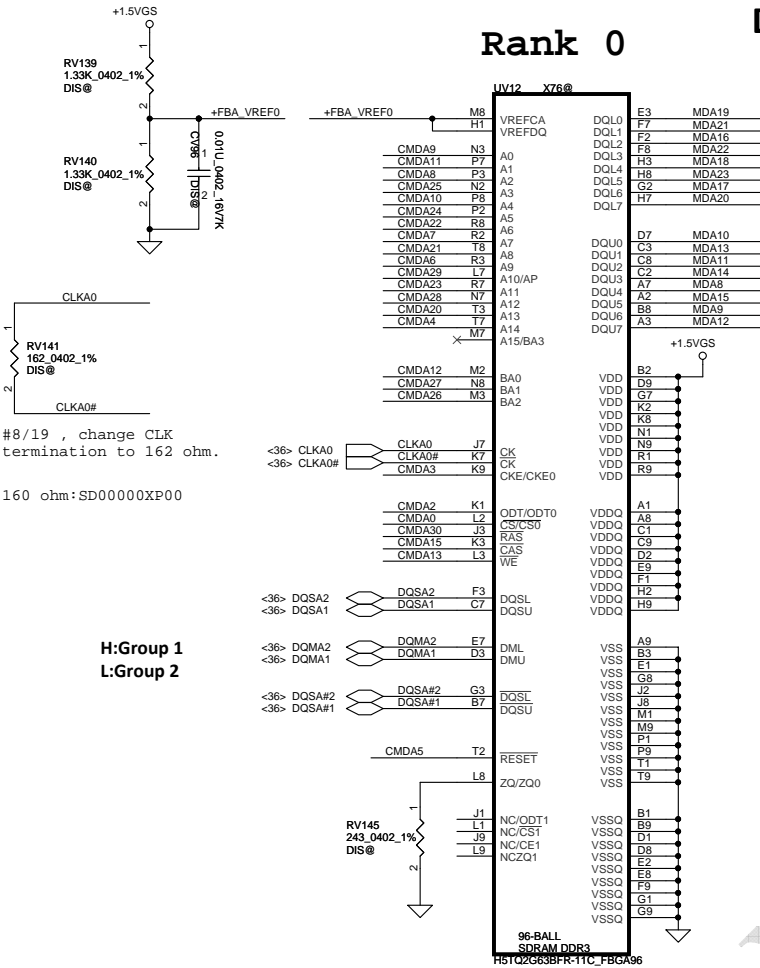 D
Rank 0
+1.5VGS
1
RV139
1.33K_0402_1%
DIS@
2
+FBA_VREF0
1
RV140
1.33K_0402_1%
DIS@
2
CV96
1
2
DIS@
0.01U_0402_16V7K
CLKA0
1
RV141
162_0402_1%
DIS@
2
CLKA0#
#8/19 , change CLK
termination to 162 ohm.
160 ohm:SD00000XP00
UV12 X76@
+FBA_VREF0 M8 VREFCA
H1 VREFDQ
CMDA9 N3 A0
CMDA11 P7 A1
CMDA8 P3 A2
CMDA25 N2 A3
CMDA10 P8 A4
CMDA24 P2 A5
CMDA22 R8 A6
CMDA7 R2 A7
CMDA21 T8 A8
CMDA6 R3 A9
CMDA29 L7 A10/AP
CMDA23 R7 A11
CMDA28 N7 A12
CMDA20 T3 A13
CMDA4 T7 A14
M7 A15/BA3
CMDA12 M2 BA0
CMDA27 N8 BA1
CMDA26 M3 BA2
<36> CLKA0 CLKA0 J7 CK
<36> CLKA0# CLKA0# K7 CK
CMDA3 K9 CKE/CKE0
CMDA2 K1 ODT/ODT0
CMDA0 L2 CS/CS0
CMDA30 J3 RAS
CMDA15 K3 CAS
CMDA13 L3 WE
<36> DQSA2 DQSA2 F3 DQSL
<36> DQSA1 DQSA1 C7 DQSU
H:Group 1
L:Group 2
<36> DQMA2 DQMA2 E7 DML
<36> DQMA1 DQMA1 D3 DMU
<36> DQSA#2 DQSA#2 G3 DQSL
<36> DQSA#1 DQSA#1 B7 DQSU
CMDA5 T2 RESET
L8 ZQ/ZQ0
1
RV145
243_0402_1%
DIS@
2
J1 NC/ODT1
L1 NC/CS1
J9 NC/CE1
L9 NCZQ1
DQL0 E3 MDA19
DQL1 F7 MDA21
DQL2 F2 MDA16
DQL3 F8 MDA22
DQL4 H3 MDA18
DQL5 H8 MDA23
DQL6 G2 MDA17
DQL7 H7 MDA20
DQU0 D7 MDA10
DQU1 C3 MDA13
DQU2 C8 MDA11
DQU3 C2 MDA14
DQU4 A7 MDA8
DQU5 A2 MDA15
DQU6 B8 MDA9
DQU7 A3 MDA12
+1.5VGS
VDD B2
VDD D9
VDD G7
VDD K2
VDD K8
VDD N1
VDD N9
VDD R1
VDD R9
VDDQ A1
VDDQ A8
VDDQ C1
VDDQ C9
VDDQ D2
VDDQ E9
VDDQ F1
VDDQ H2
VDDQ H9
VSS A9
VSS B3
VSS E1
VSS G8
VSS J2
VSS J8
VSS M1
VSS M9
VSS P1
VSS P9
VSS T1
VSS T9
VSSQ B1
VSSQ B9
VSSQ D1
VSSQ D8
VSSQ E2
VSSQ E8
VSSQ F9
VSSQ G1
VSSQ G9
96-BALL
SDRAM DDR3
H5TQ2G63BFR-11C_FBGA96